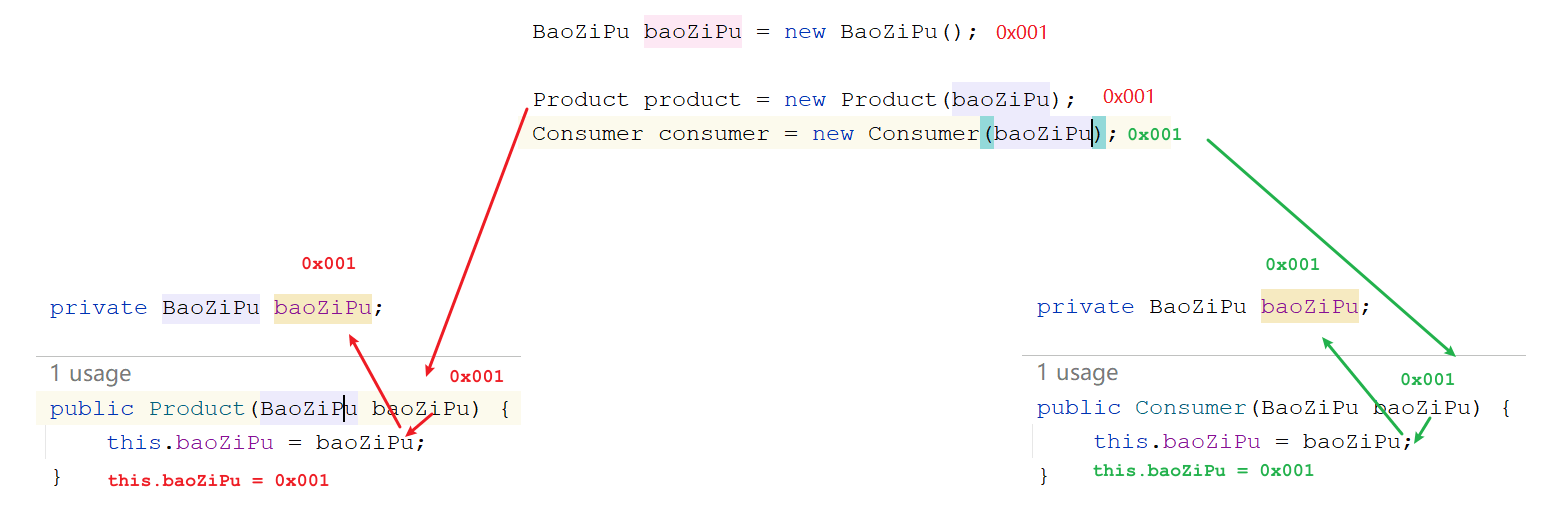 BaoZiPu baoZiPu = new BaoZiPu(); 0x001
Product product = new Product(baoZiPu); 0x001
Consumer consumer = new Consumer(baoZiPu); 0x001
0x001
private BaoZiPu baoZiPu;
1 usage
0x001
public Product(BaoZiPu baoZiPu) {
this.baoZiPu = baoZiPu;
}
this.baoZiPu = 0x001
0x001
private BaoZiPu baoZiPu;
1 usage
0x001
public Consumer(BaoZiPu baoZiPu) {
this.baoZiPu = baoZiPu;
}
this.baoZiPu = 0x001